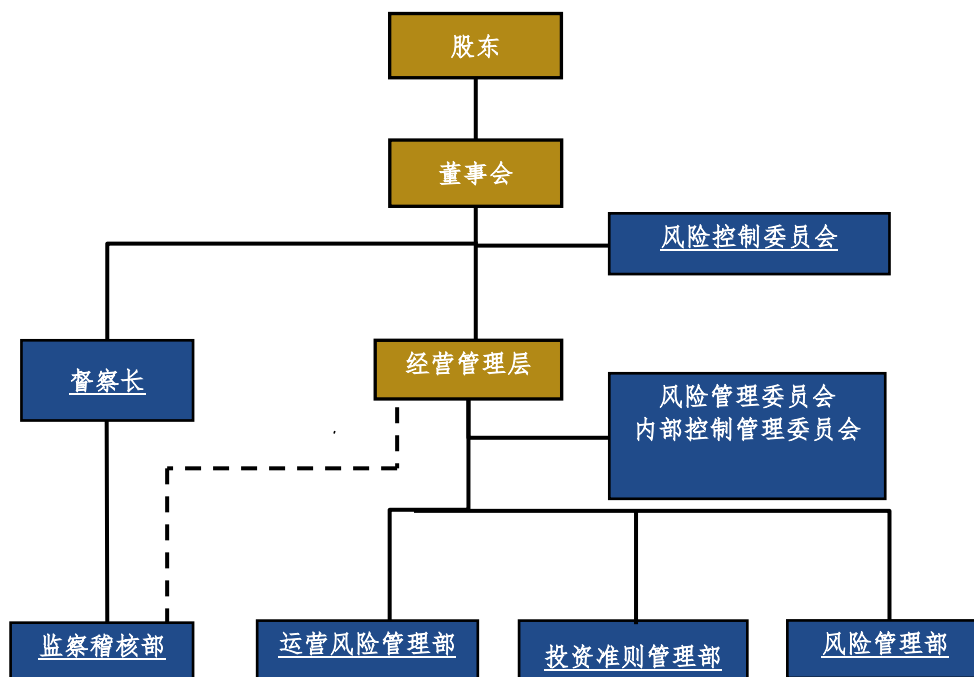 股东
董事会
风险控制委员会
督察长
经营管理层
风险管理委员会
内部控制管理委员会
监察稽核部
运营风险管理部
投资准则管理部
风险管理部